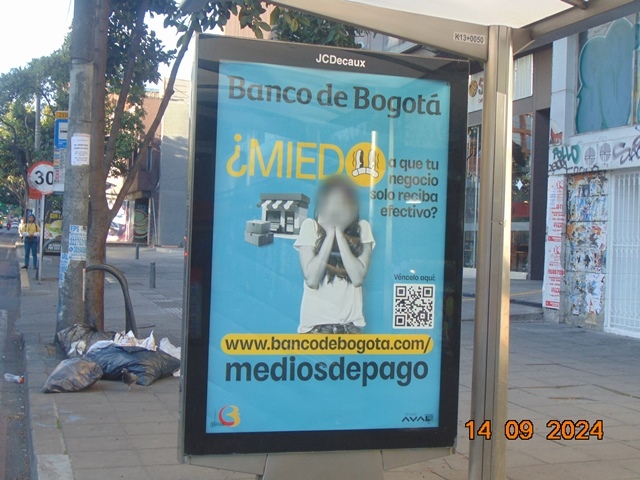 K13+0050
JCDecaux
Banco de Bogotá
¿MIEDO
a que tu
negocio
solo reciba
efectivo?
Véncelo aquí:
www.bancodebogota.com/
mediosdepago
AVAL
30
14 09 2024